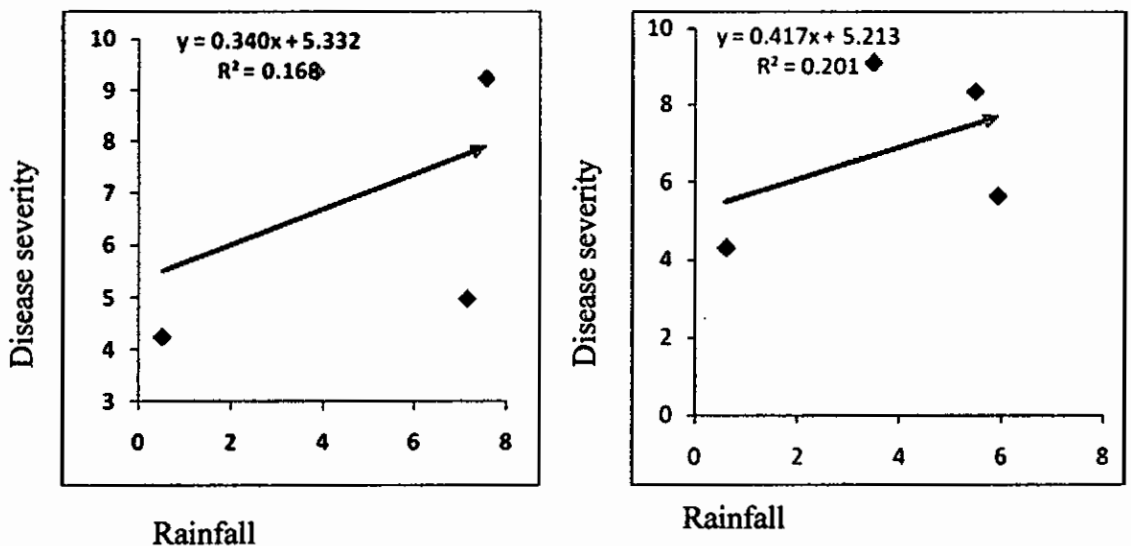 y = 0.340x + 5.332
R² = 0.168
10
9
8
7
6
5
4
3
0 2 4 6 8
Disease severity
Rainfall
y = 0.417x + 5.213
R² = 0.201
10
8
6
4
2
0
0 2 4 6 8
Disease severity
Rainfall